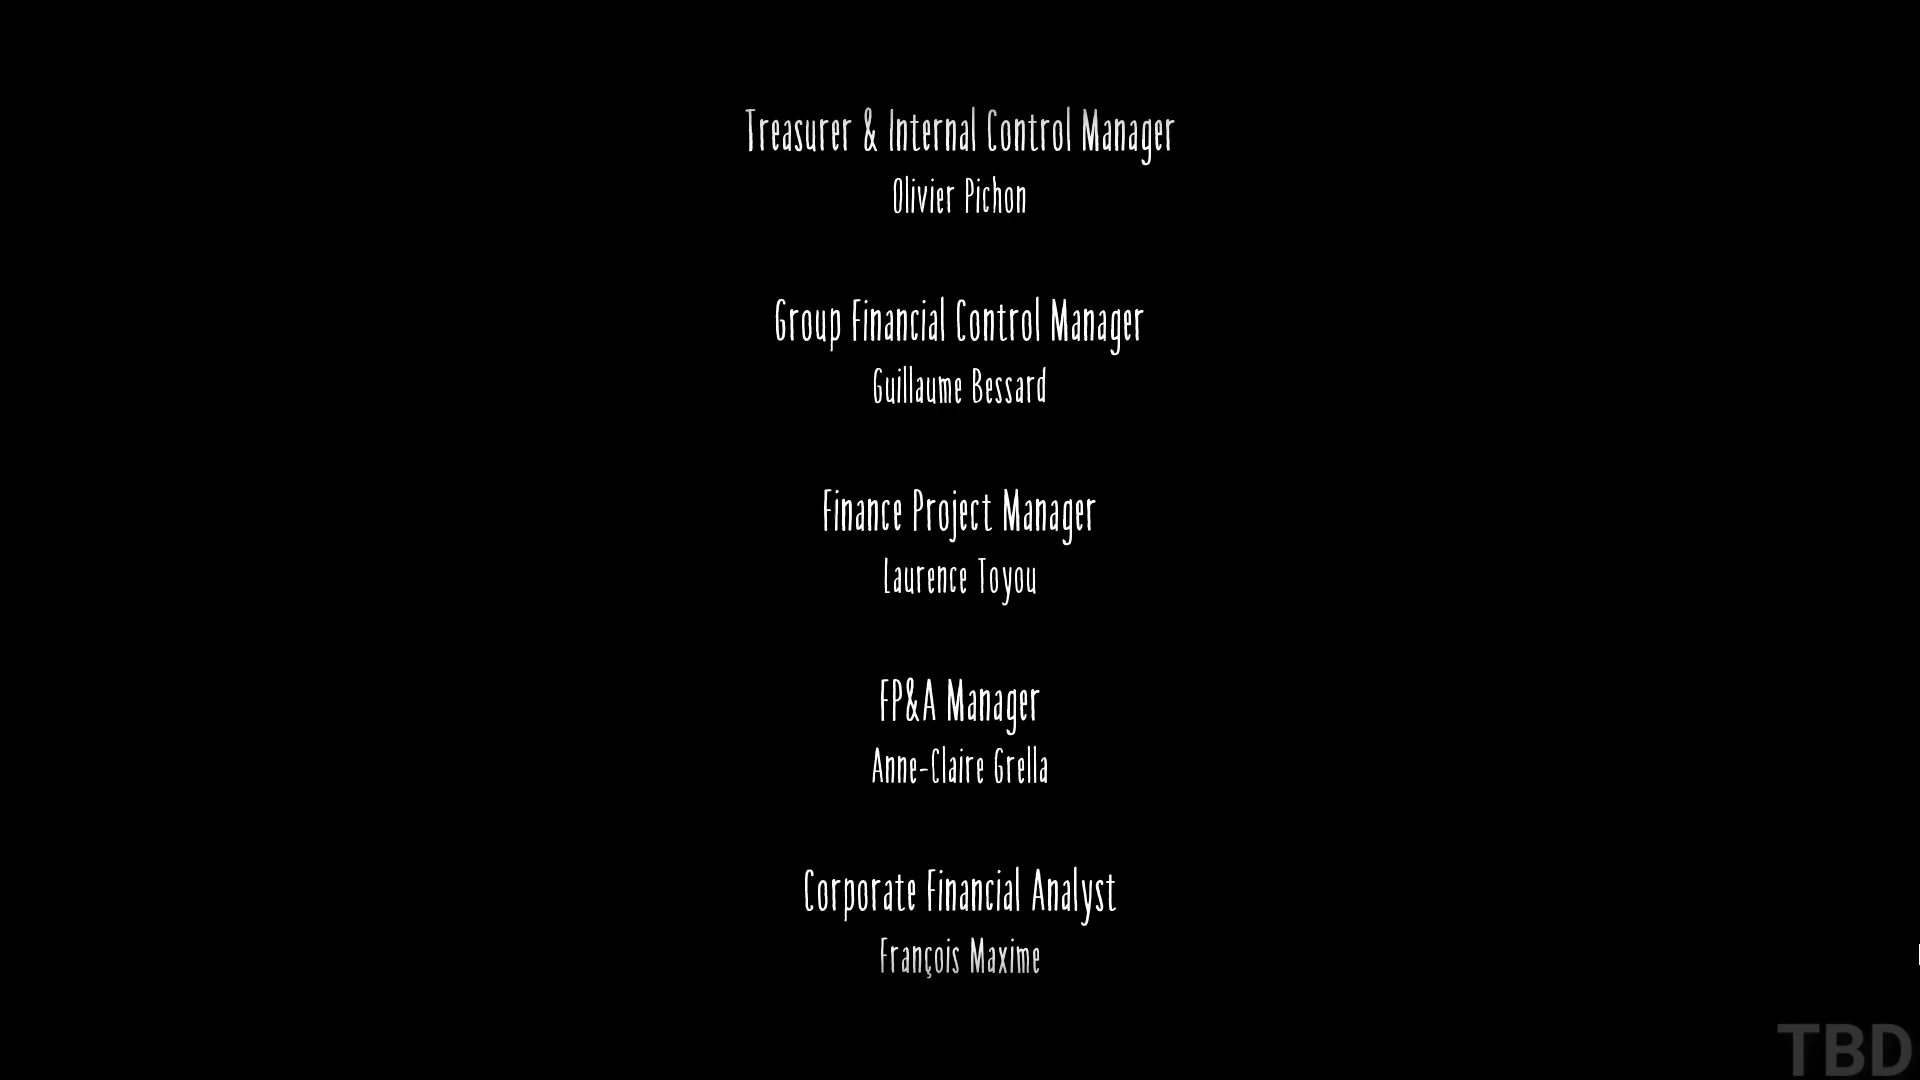 Treasurer & Internal Control Manager
Olivier Pichon
Group Financial Control Manager
Guillaume Bessard
Finance Project Manager
Laurence Toyou
FP&A Manager
Anne-Claire Grella
Corporate Financial Analyst
François Maxime
TBD